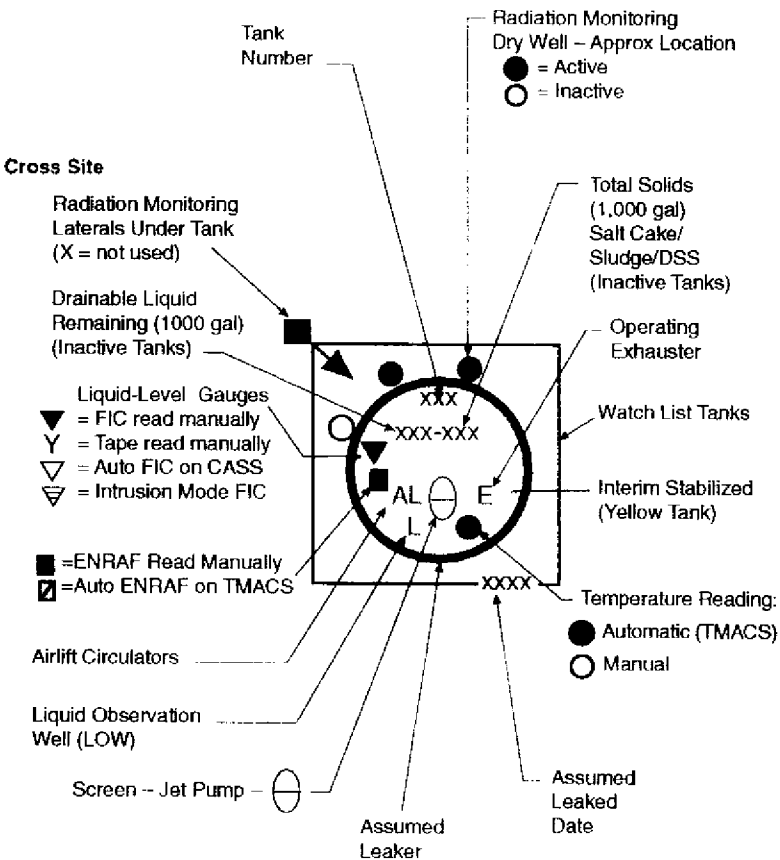 Tank
Number
Radiation Monitoring
Dry Well – Approx Location
= Active
= Inactive
Cross Site
Radiation Monitoring
Laterals Under Tank
(X = not used)
Total Solids
(1,000 gal)
Salt Cake/
Sludge/DSS
(Inactive Tanks)
Drainable Liquid
Remaining (1000 gal)
(Inactive Tanks)
Operating
Exhauster
Liquid-Level Gauges
= FIC read manually
Y = Tape read manually
= Auto FIC on CASS
= Intrusion Mode FIC
XXX
XXX-XXX
Watch List Tanks
AL E
L
Interim Stabilized
(Yellow Tank)
=ENRAF Read Manually
=Auto ENRAF on TMACS
XXXX
Temperature Reading:
Automatic (TMACS)
Manual
Airlift Circulators
Liquid Observation
Well (LOW)
Screen – Jet Pump –
Assumed
Leaker
Assumed
Leaked
Date